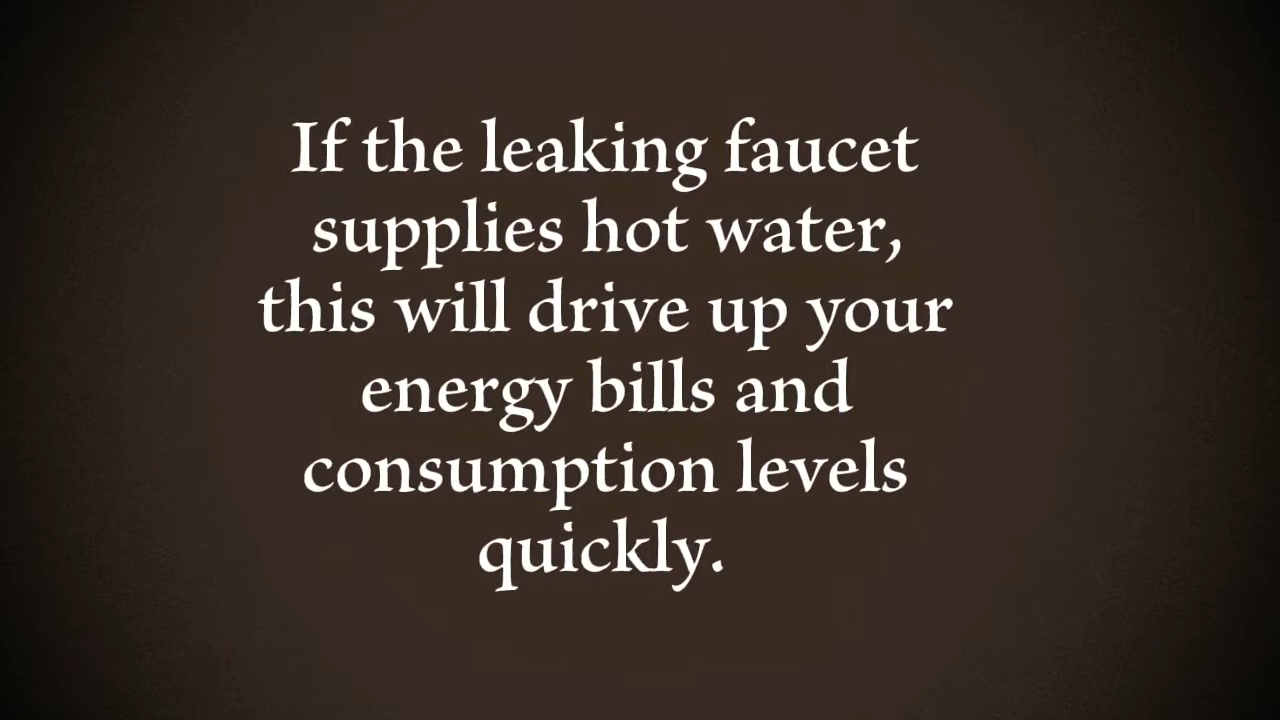 If the leaking faucet
supplies hot water,
this will drive up your
energy bills and
consumption levels
quickly.